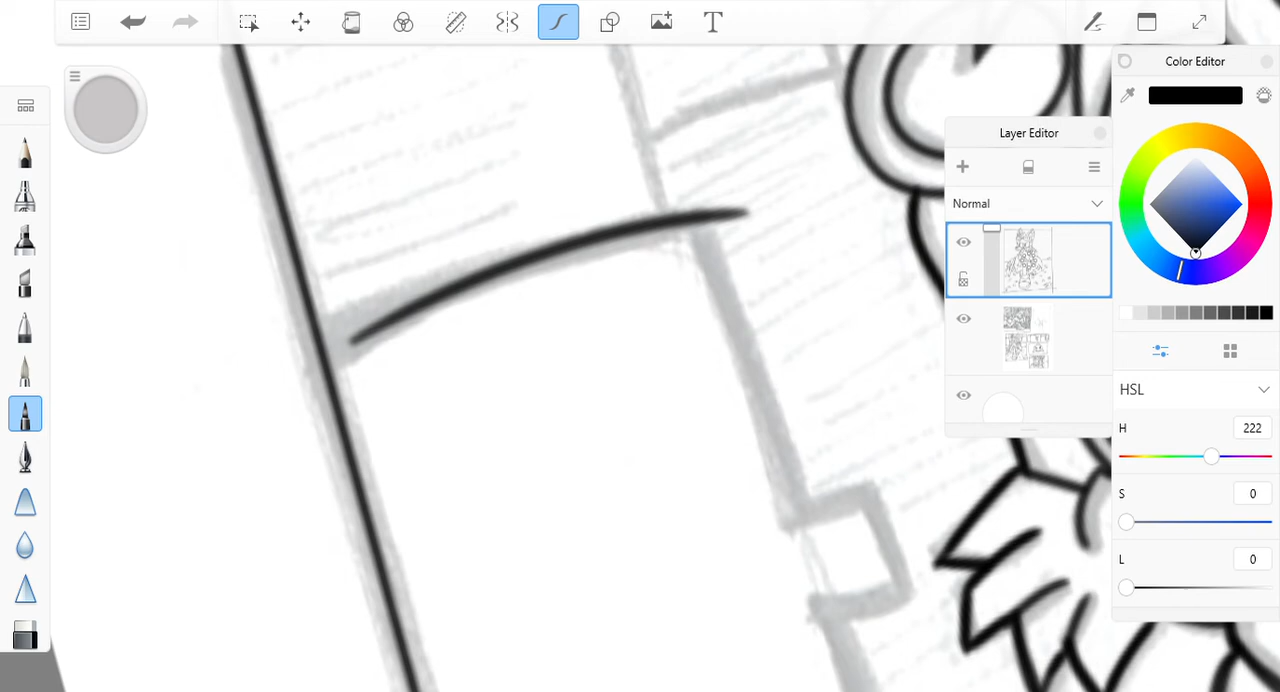 T
Color Editor
Layer Editor
Normal
HSL
H 222
S 0
L 0